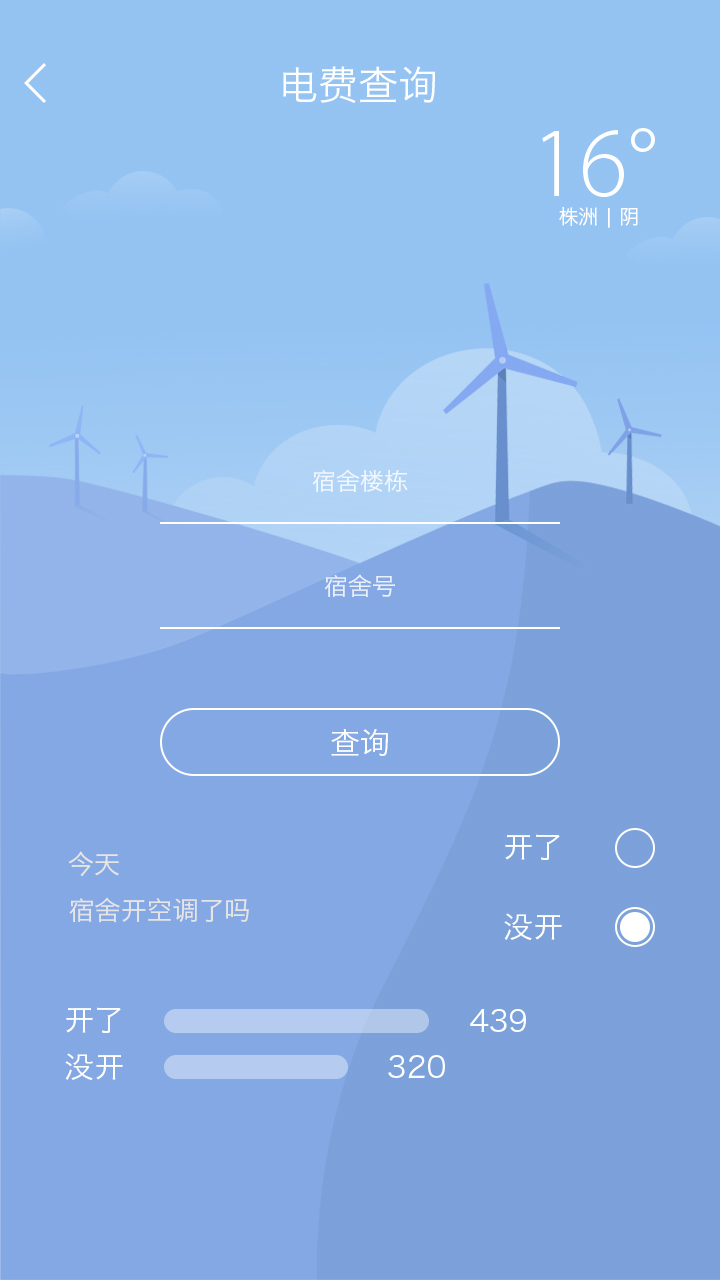 电费查询
16°
株洲 | 阴
宿舍楼栋
宿舍号
查询
今天
宿舍开空调了吗
开了
没开
开了 439
没开 320